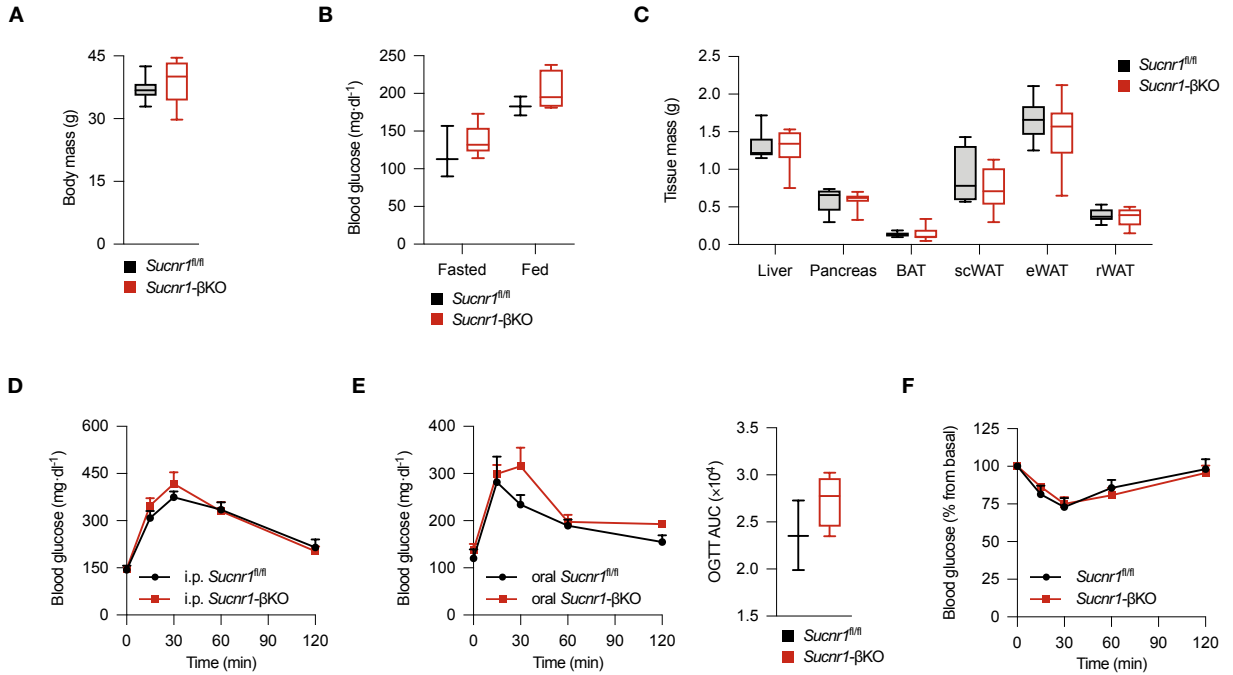 A
Body mass (g)
45
30
15
0
Sucnr1fl/fl
Sucnr1-βKO
B
Blood glucose (mg·dl-1)
250
200
150
100
50
0
Fasted Fed
Sucnr1fl/fl
Sucnr1-βKO
C
Tissue mass (g)
2.5
2.0
1.5
1.0
0.5
0.0
Liver Pancreas BAT scWAT eWAT rWAT
Sucnr1fl/fl
Sucnr1-βKO
D
Blood glucose (mg·dl-1)
600
450
300
150
0
i.p. Sucnr1fl/fl
i.p. Sucnr1-βKO
0 30 60 90 120
Time (min)
E
Blood glucose (mg·dl-1)
400
300
200
100
0
oral Sucnr1fl/fl
oral Sucnr1-βKO
0 30 60 90 120
Time (min)
OGTT AUC (×10⁴)
3.5
3.0
2.5
2.0
1.5
Sucnr1fl/fl
Sucnr1-βKO
F
Blood glucose (% from basal)
125
100
75
50
25
0
Sucnr1fl/fl
Sucnr1-βKO
0 30 60 90 120
Time (min)